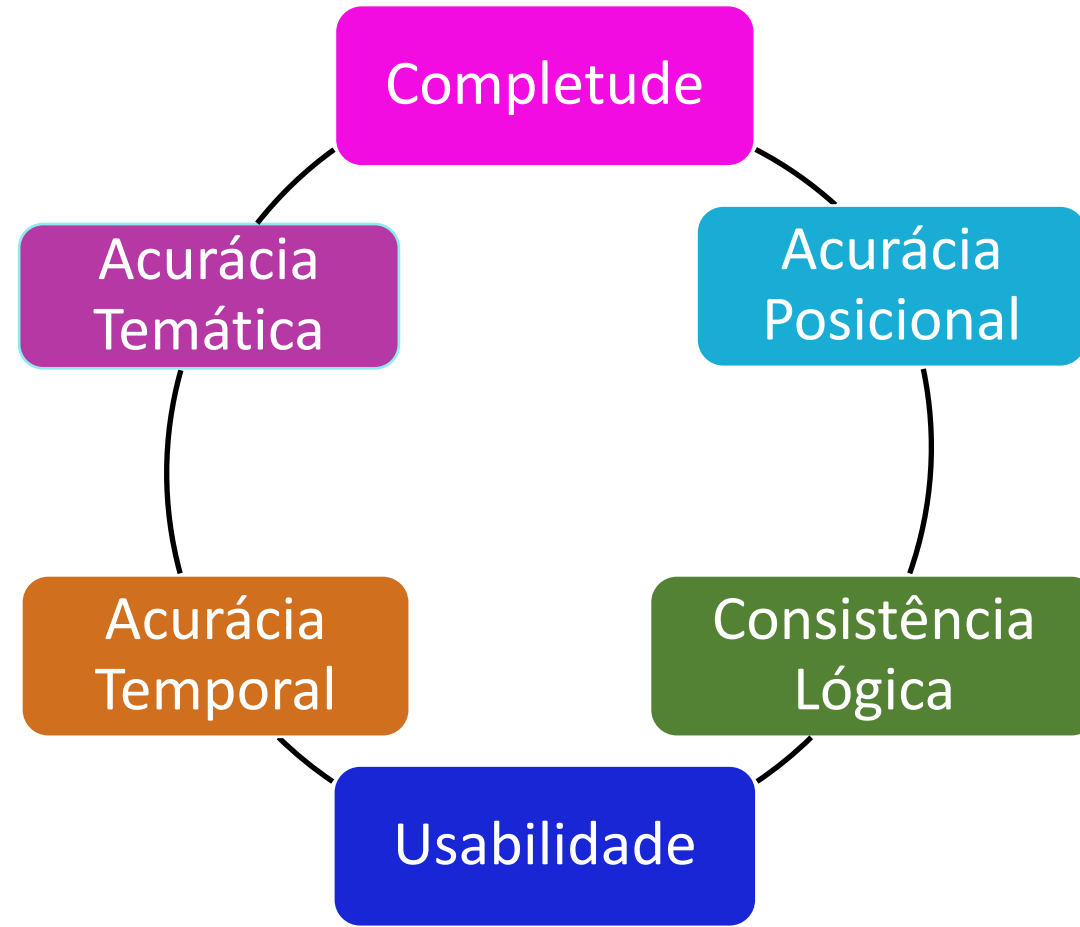 Completude
Acurácia
Posicional
Consistência
Lógica
Usabilidade
Acurácia
Temporal
Acurácia
Temática